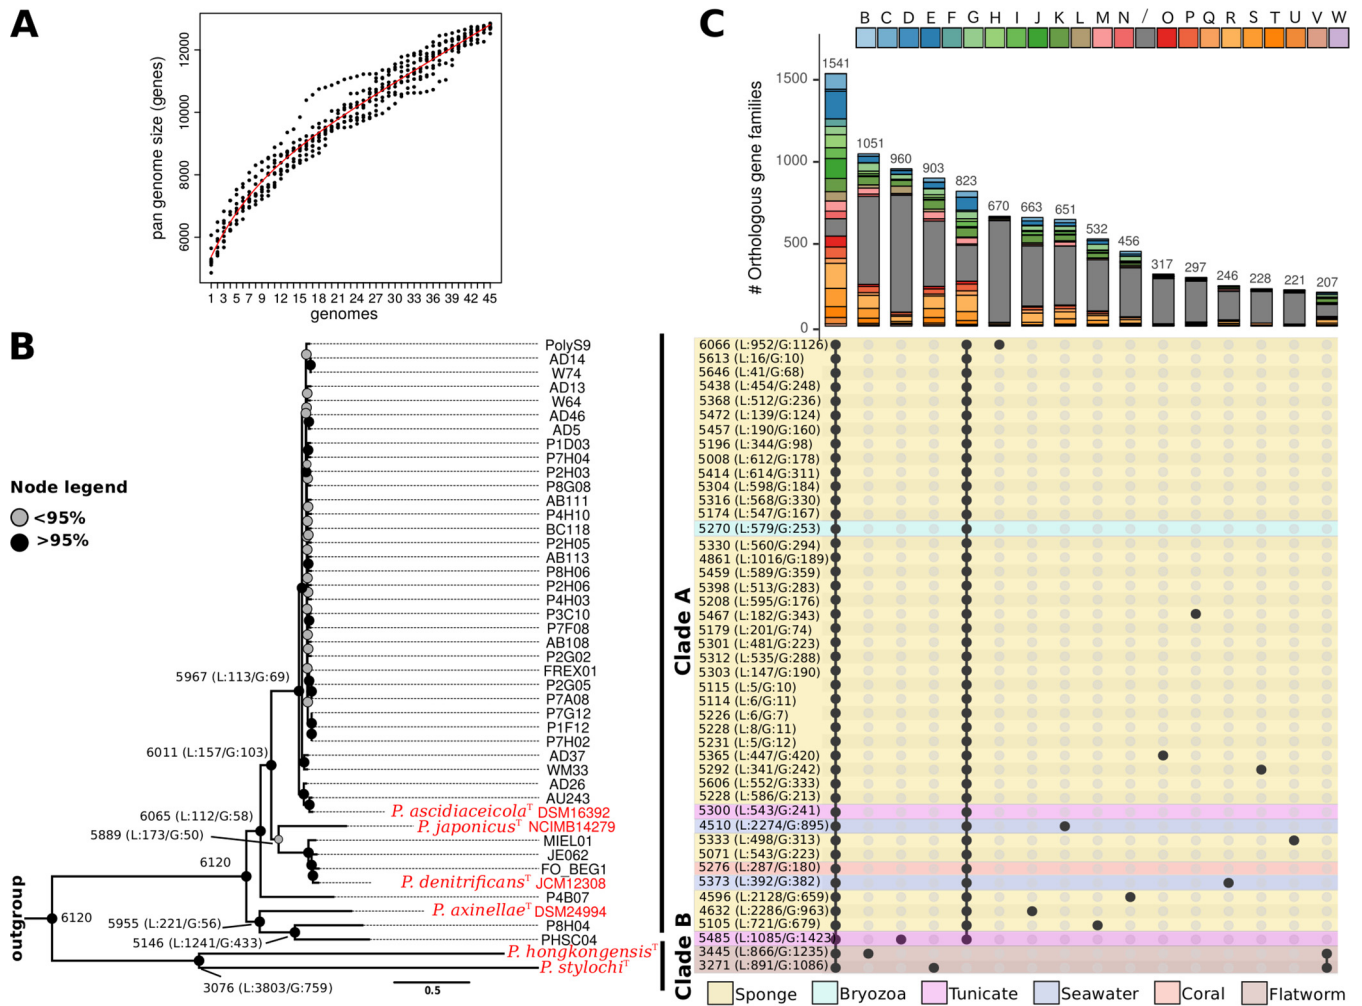 A
pan genome size (genes)
12000
10000
8000
6000
1 3 5 7 9 12 15 18 21 24 27 30 33 36 39 42 45
genomes
C
B C D E F G H I J K L M N / O P Q R S T U V W
# Orthologous gene families
1500
1000
500
0
1541
1051
960
903
823
670
663
651
532
456
317
297
246
228
221
207
B
Node legend
<95%
>95%
outgroup
5967 (L:113/G:69)
6011 (L:157/G:103)
6065 (L:112/G:58)
5889 (L:173/G:50)
6120
6120
5955 (L:221/G:56)
5146 (L:1241/G:433)
3076 (L:3803/G:759)
0.5
PolyS9
AD14
W74
AD13
W64
AD46
AD5
P1D03
P7H04
P2H03
P8G08
AB111
P4H10
BC118
P2H05
AB113
P8H06
P2H06
P4H03
P3C10
P7F08
AB108
P2G02
FREX01
P2G05
P7A08
P7G12
P1F12
P7H02
AD37
WM33
AD26
AU243
P. ascidiaceicolaᵀ DSM16392
P. japonicusᵀ NCIMB14279
MIEL01
JE062
FO_BEG1
P. denitrificansᵀ JCM12308
P4B07
P. axinellaeᵀ DSM24994
P8H04
PHSC04
P. hongkongensisᵀ
P. stylochiᵀ
Clade A
Clade B
6066 (L:952/G:1126)
5613 (L:16/G:10)
5646 (L:41/G:68)
5438 (L:454/G:248)
5368 (L:512/G:236)
5472 (L:139/G:124)
5457 (L:190/G:160)
5196 (L:344/G:98)
5008 (L:612/G:178)
5414 (L:614/G:311)
5304 (L:598/G:184)
5316 (L:568/G:330)
5174 (L:547/G:167)
5270 (L:579/G:253)
5330 (L:560/G:294)
4861 (L:1016/G:189)
5459 (L:589/G:359)
5398 (L:513/G:283)
5208 (L:595/G:176)
5467 (L:182/G:343)
5179 (L:201/G:74)
5301 (L:481/G:223)
5312 (L:535/G:288)
5303 (L:147/G:190)
5115 (L:5/G:10)
5114 (L:6/G:11)
5226 (L:6/G:7)
5228 (L:8/G:11)
5231 (L:5/G:12)
5365 (L:447/G:420)
5292 (L:341/G:242)
5606 (L:552/G:333)
5228 (L:586/G:213)
5300 (L:543/G:241)
4510 (L:2274/G:895)
5333 (L:498/G:313)
5071 (L:543/G:223)
5276 (L:287/G:180)
5373 (L:392/G:382)
4596 (L:2128/G:659)
4632 (L:2286/G:963)
5105 (L:721/G:679)
5485 (L:1085/G:1423)
3445 (L:866/G:1235)
3271 (L:891/G:1086)
Sponge Bryozoa Tunicate Seawater Coral Flatworm